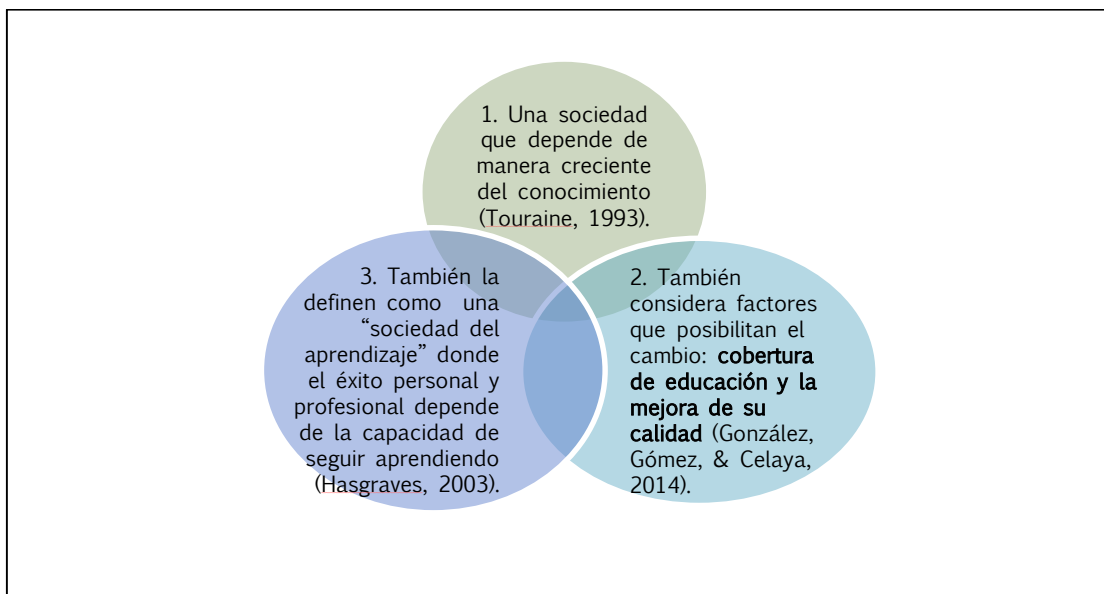 1. Una sociedad
que depende de
manera creciente
del conocimiento
(Touraine, 1993).
2. También
considera factores
que posibilitan el
cambio: cobertura
de educación y la
mejora de su
calidad (González,
Gómez, & Celaya,
2014).
3. También la
definen como una
“sociedad del
aprendizaje” donde
el éxito personal y
profesional depende
de la capacidad de
seguir aprendiendo
(Hasgraves, 2003).